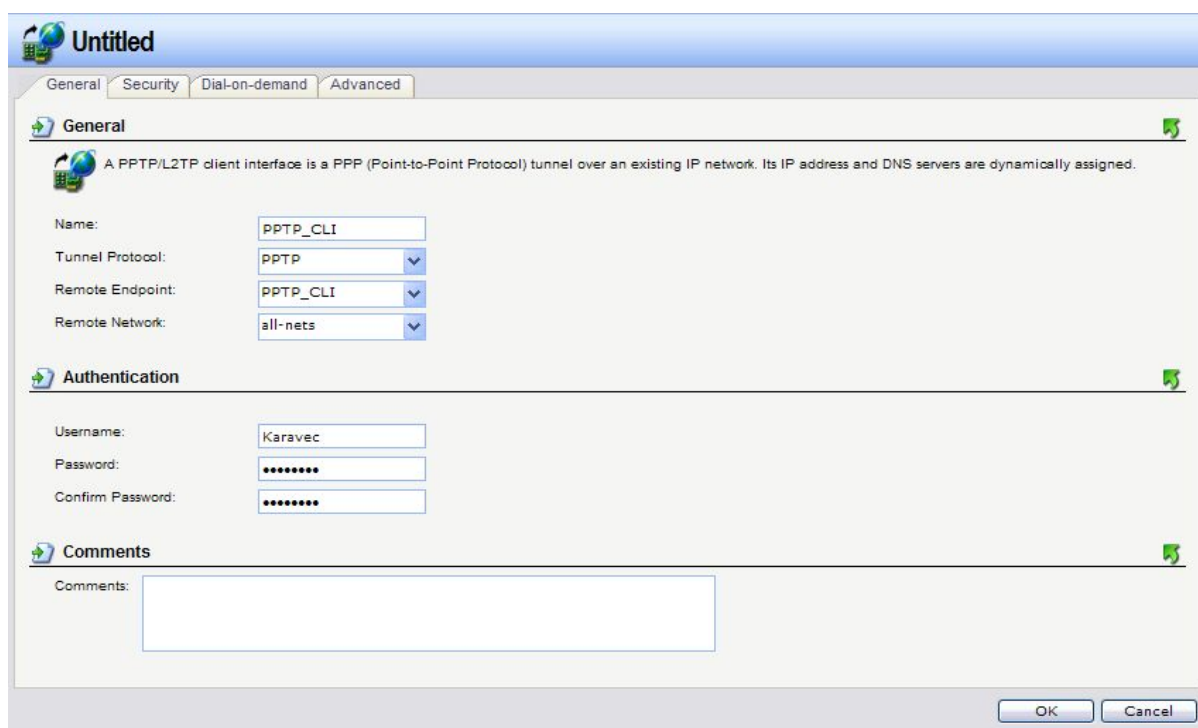 Untitled
General Security Dial-on-demand Advanced
General
A PPTP/L2TP client interface is a PPP (Point-to-Point Protocol) tunnel over an existing IP network. Its IP address and DNS servers are dynamically assigned.
Name: PPTP_CLI
Tunnel Protocol: PPTP
Remote Endpoint: PPTP_CLI
Remote Network: all-nets
Authentication
Username: Karavec
Password: ••••••••
Confirm Password: ••••••••
Comments
Comments:
OK Cancel